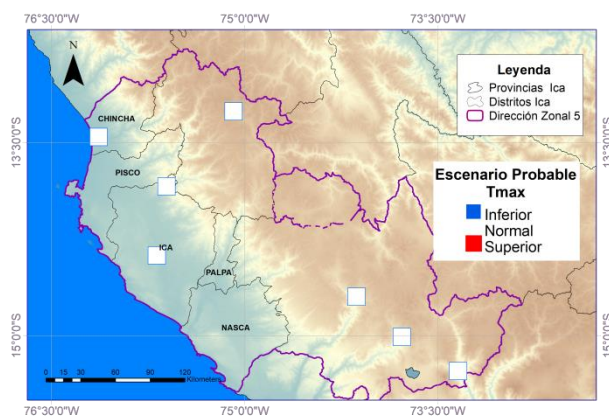 76°30'0"W 75°0'0"W 73°30'0"W
N
Leyenda
Provincias Ica
Distritos Ica
Dirección Zonal 5
CHINCHA
13°30'0"S 13°30'0"S
PISCO
Escenario Probable
Tmax
Inferior
Normal
Superior
ICA
PALPA
NASCA
15°0'0"S 15°0'0"S
0 15 30 60 90 120
Kilometers
76°30'0"W 75°0'0"W 73°30'0"W